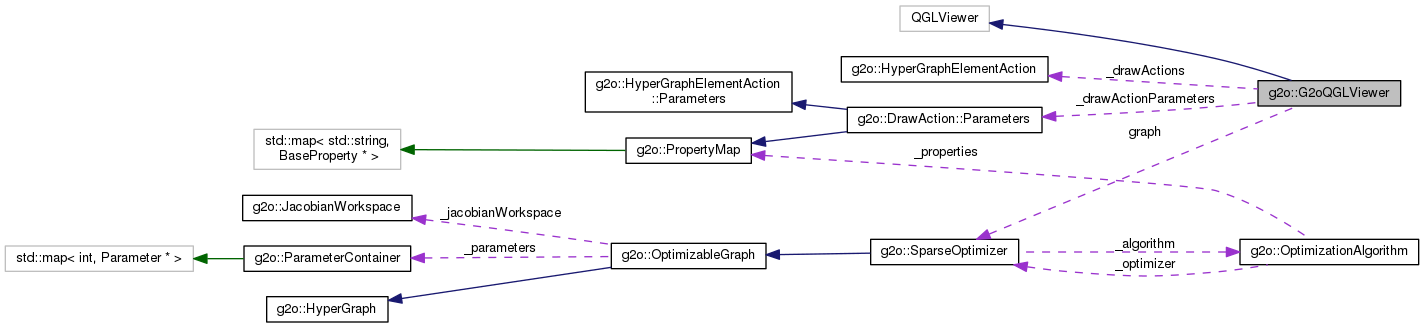 QGLViewer
g2o::HyperGraphElementAction
_drawActions
g2o::G2oQGLViewer
g2o::HyperGraphElementAction
::Parameters
_drawActionParameters
g2o::DrawAction::Parameters
graph
std::map< std::string,
BaseProperty * >
g2o::PropertyMap
_properties
g2o::JacobianWorkspace
_jacobianWorkspace
_parameters
_algorithm
std::map< int, Parameter * >
g2o::ParameterContainer
g2o::OptimizableGraph
g2o::SparseOptimizer
g2o::OptimizationAlgorithm
_optimizer
g2o::HyperGraph